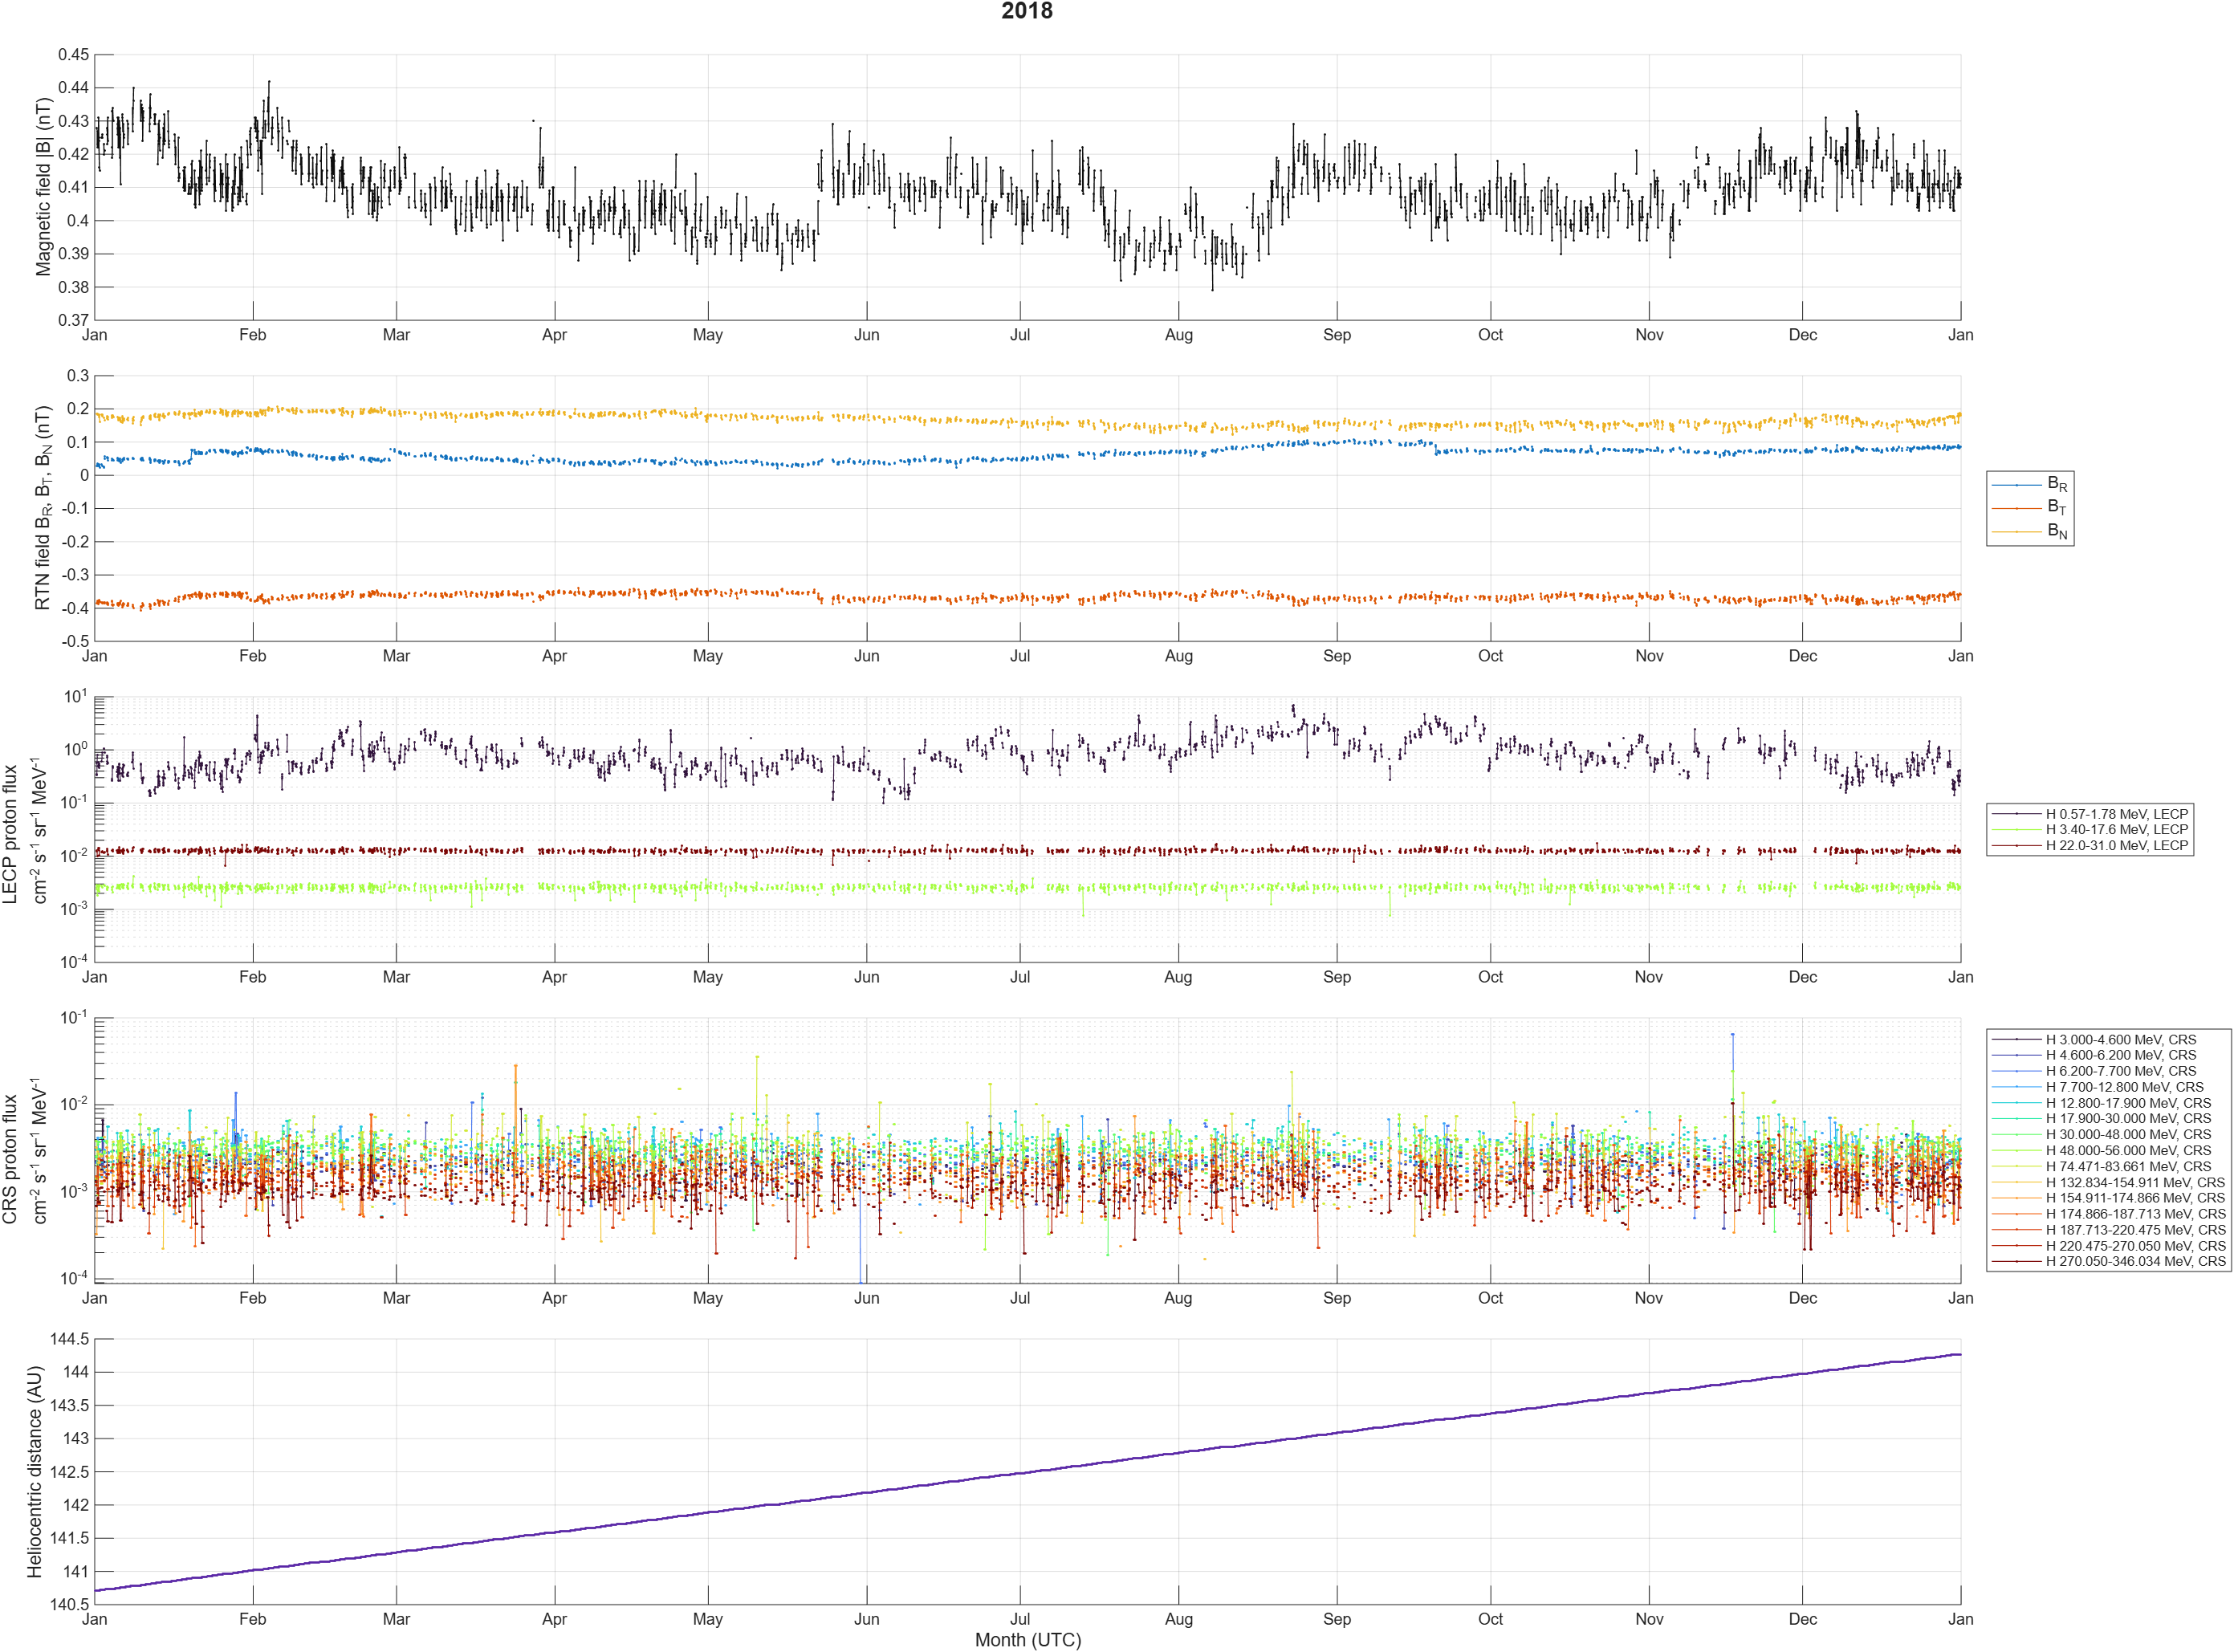 2018
Magnetic field |B| (nT)
0.45
0.44
0.43
0.42
0.41
0.4
0.39
0.38
0.37
Jan Feb Mar Apr May Jun Jul Aug Sep Oct Nov Dec Jan
RTN field B_R, B_T, B_N (nT)
0.3
0.2
0.1
0
-0.1
-0.2
-0.3
-0.4
-0.5
Jan Feb Mar Apr May Jun Jul Aug Sep Oct Nov Dec Jan
B_R
B_T
B_N
LECP proton flux
cm^-2 s^-1 sr^-1 MeV^-1
10^1
10^0
10^-1
10^-2
10^-3
10^-4
Jan Feb Mar Apr May Jun Jul Aug Sep Oct Nov Dec Jan
H 0.57-1.78 MeV, LECP
H 3.40-17.6 MeV, LECP
H 22.0-31.0 MeV, LECP
CRS proton flux
cm^-2 s^-1 sr^-1 MeV^-1
10^-1
10^-2
10^-3
10^-4
Jan Feb Mar Apr May Jun Jul Aug Sep Oct Nov Dec Jan
H 3.000-4.600 MeV, CRS
H 4.600-6.200 MeV, CRS
H 6.200-7.700 MeV, CRS
H 7.700-12.800 MeV, CRS
H 12.800-17.900 MeV, CRS
H 17.900-30.000 MeV, CRS
H 30.000-48.000 MeV, CRS
H 48.000-56.000 MeV, CRS
H 74.471-83.661 MeV, CRS
H 132.834-154.911 MeV, CRS
H 154.911-174.866 MeV, CRS
H 174.866-187.713 MeV, CRS
H 187.713-220.475 MeV, CRS
H 220.475-270.050 MeV, CRS
H 270.050-346.034 MeV, CRS
Heliocentric distance (AU)
144.5
144
143.5
143
142.5
142
141.5
141
140.5
Jan Feb Mar Apr May Jun Jul Aug Sep Oct Nov Dec Jan
Month (UTC)